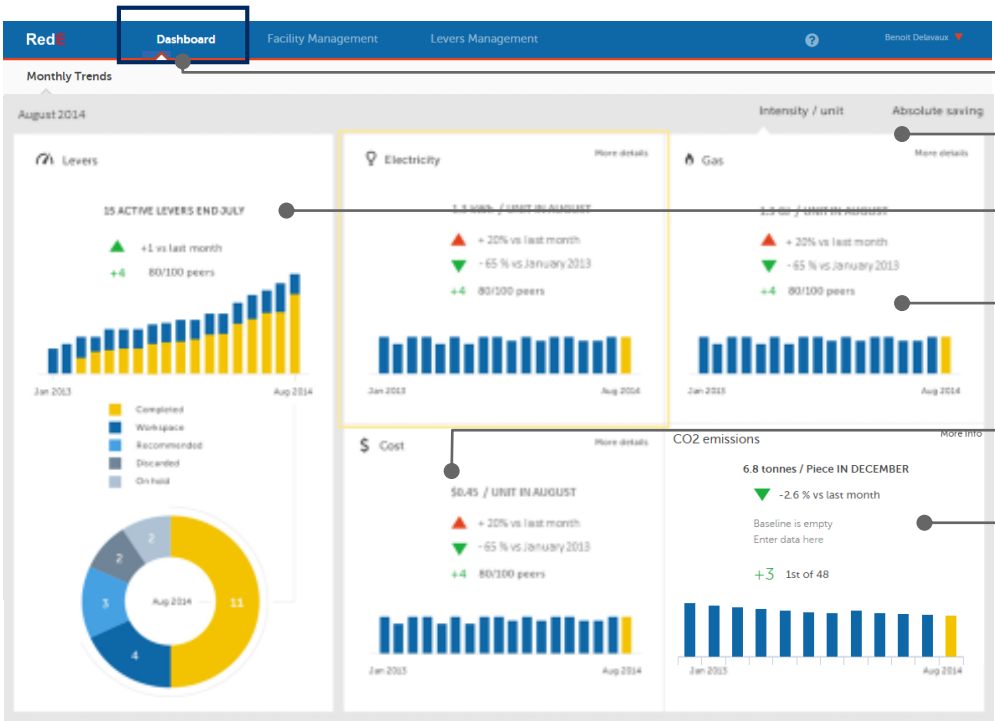 RedE
Dashboard
Facility Management
Levers Management
?
Benoit Delavaux
Monthly Trends
August 2014
Intensity / unit
Absolute saving
Levers
15 ACTIVE LEVERS END JULY
+1 vs last month
+4 80/100 peers
Jan 2013
Aug 2014
Completed
Workspace
Recommended
Discarded
On hold
2
2
3
4
11
Aug 2014
Electricity
More details
/ UNIT IN AUGUST
+ 20% vs last month
- 65 % vs January 2013
+4 80/100 peers
Jan 2013
Aug 2014
Gas
More details
/ UNIT IN AUGUST
+ 20% vs last month
- 65 % vs January 2013
+4 80/100 peers
Jan 2013
Aug 2014
$ Cost
More details
$0.45 / UNIT IN AUGUST
+ 20% vs last month
- 65 % vs January 2013
+4 80/100 peers
Jan 2013
Aug 2014
CO2 emissions
More info
6.8 tonnes / Piece IN DECEMBER
-2.6 % vs last month
Baseline is empty
Enter data here
+3 1st of 48
Jan 2013
Aug 2014